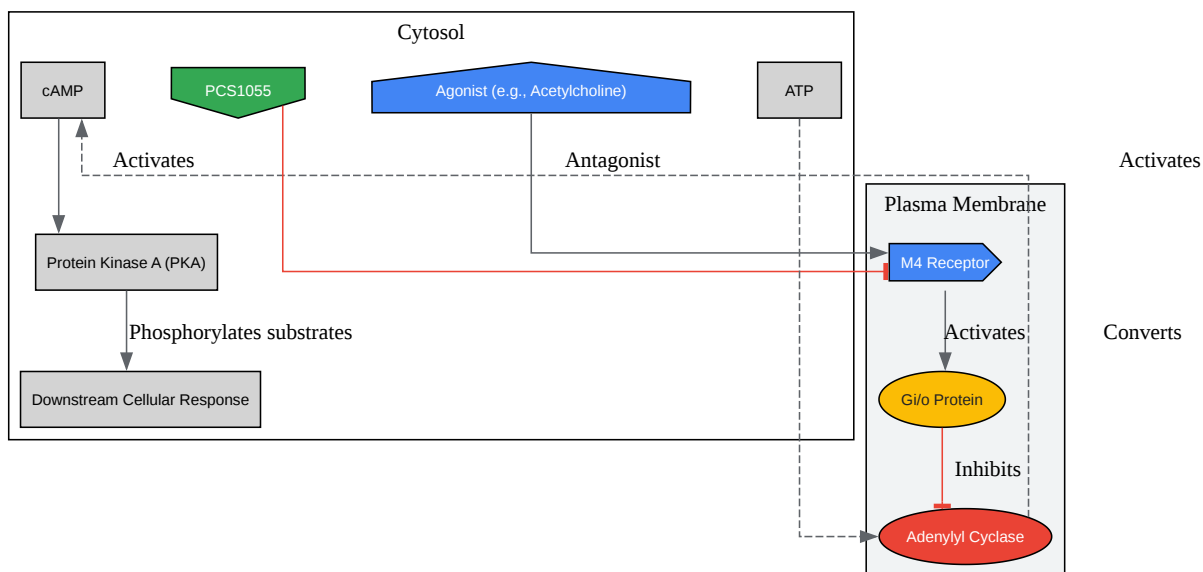 Cytosol
cAMP
PCS1055
Agonist (e.g., Acetylcholine)
ATP
Activates
Antagonist
Activates
Plasma Membrane
M4 Receptor
Protein Kinase A (PKA)
Phosphorylates substrates
Activates
Converts
Downstream Cellular Response
Gi/o Protein
Inhibits
Adenylyl Cyclase